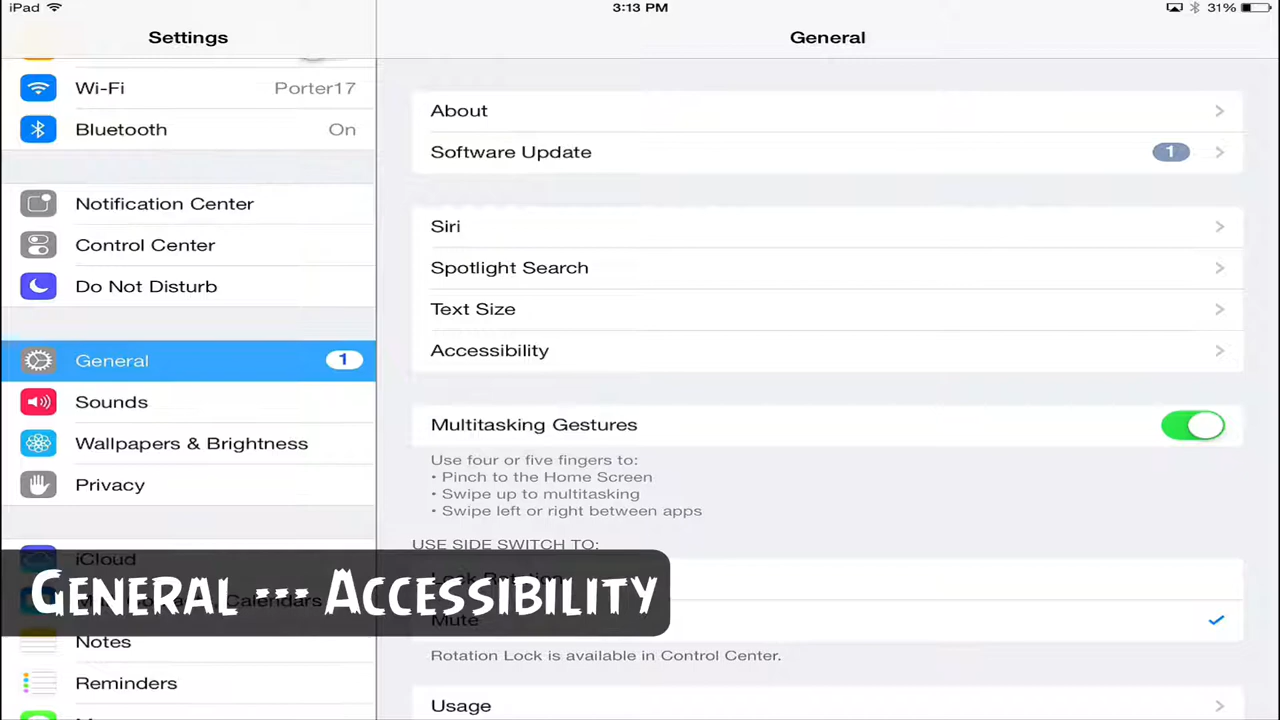 iPad
3:13 PM
31%
Settings
Wi-Fi Porter17
Bluetooth On
Notification Center
Control Center
Do Not Disturb
General 1
Sounds
Wallpapers & Brightness
Privacy
iCloud
Calendars
Notes
Reminders
General
About
Software Update 1
Siri
Spotlight Search
Text Size
Accessibility
Multitasking Gestures
Use four or five fingers to:
• Pinch to the Home Screen
• Swipe up to multitasking
• Swipe left or right between apps
USE SIDE SWITCH TO:
Lock Rotation
Mute
Rotation Lock is available in Control Center.
Usage
General --- Accessibility